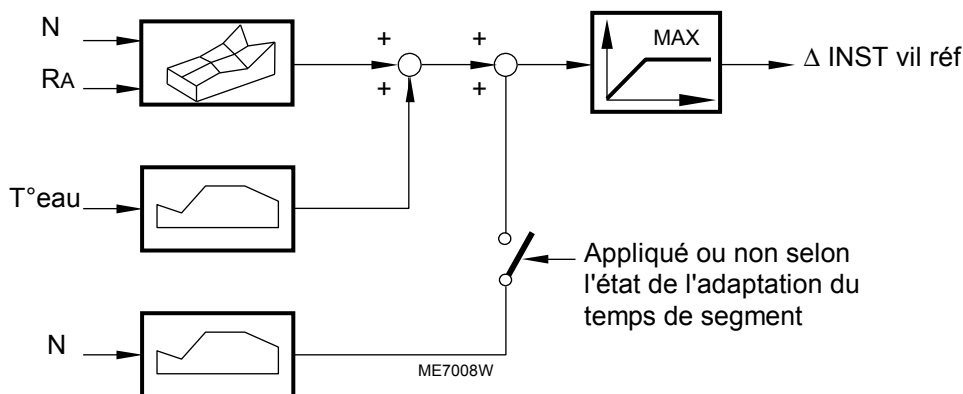 N
RA
+
+
+
+
MAX
Δ INST vil réf
T°eau
Appliqué ou non selon
l'état de l'adaptation du
temps de segment
N
ME7008W